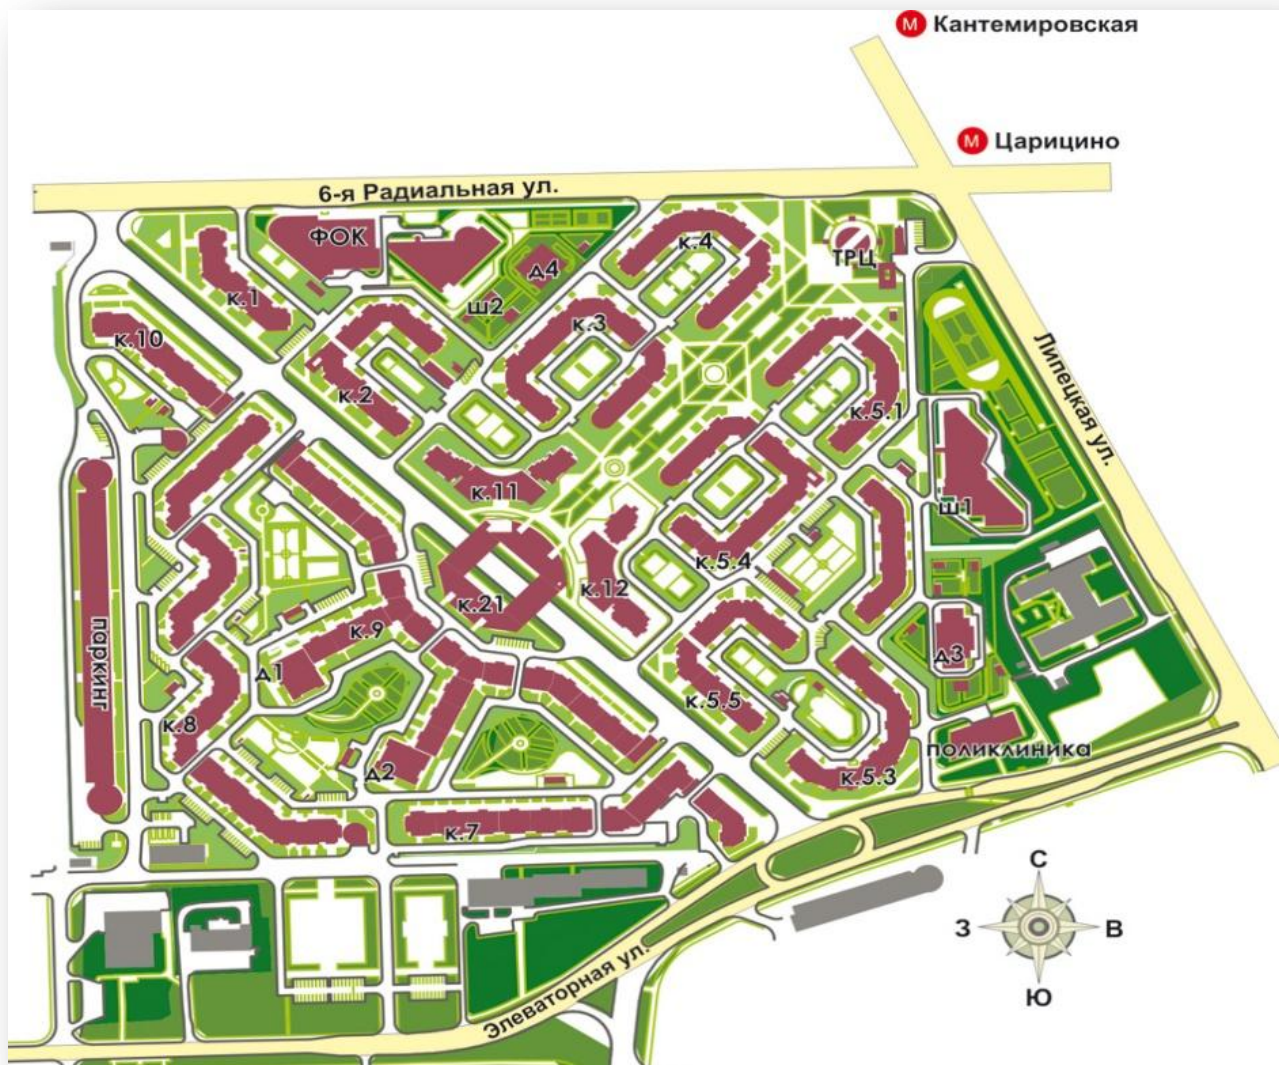 М Кантемировская
М Царицино
6-я Радиальная ул.
ФОК
к.4
д4
ТРЦ
к.1
ш2
к.3
к.10
Липецкая ул.
к.2
к.5.1
к.11
ш1
к.5.4
к.12
к.21
к.9
паркинг
д1
д3
к.5.5
к.8
поликлиника
д2
к.5.3
к.7
С
З
В
Ю
Элеваторная ул.